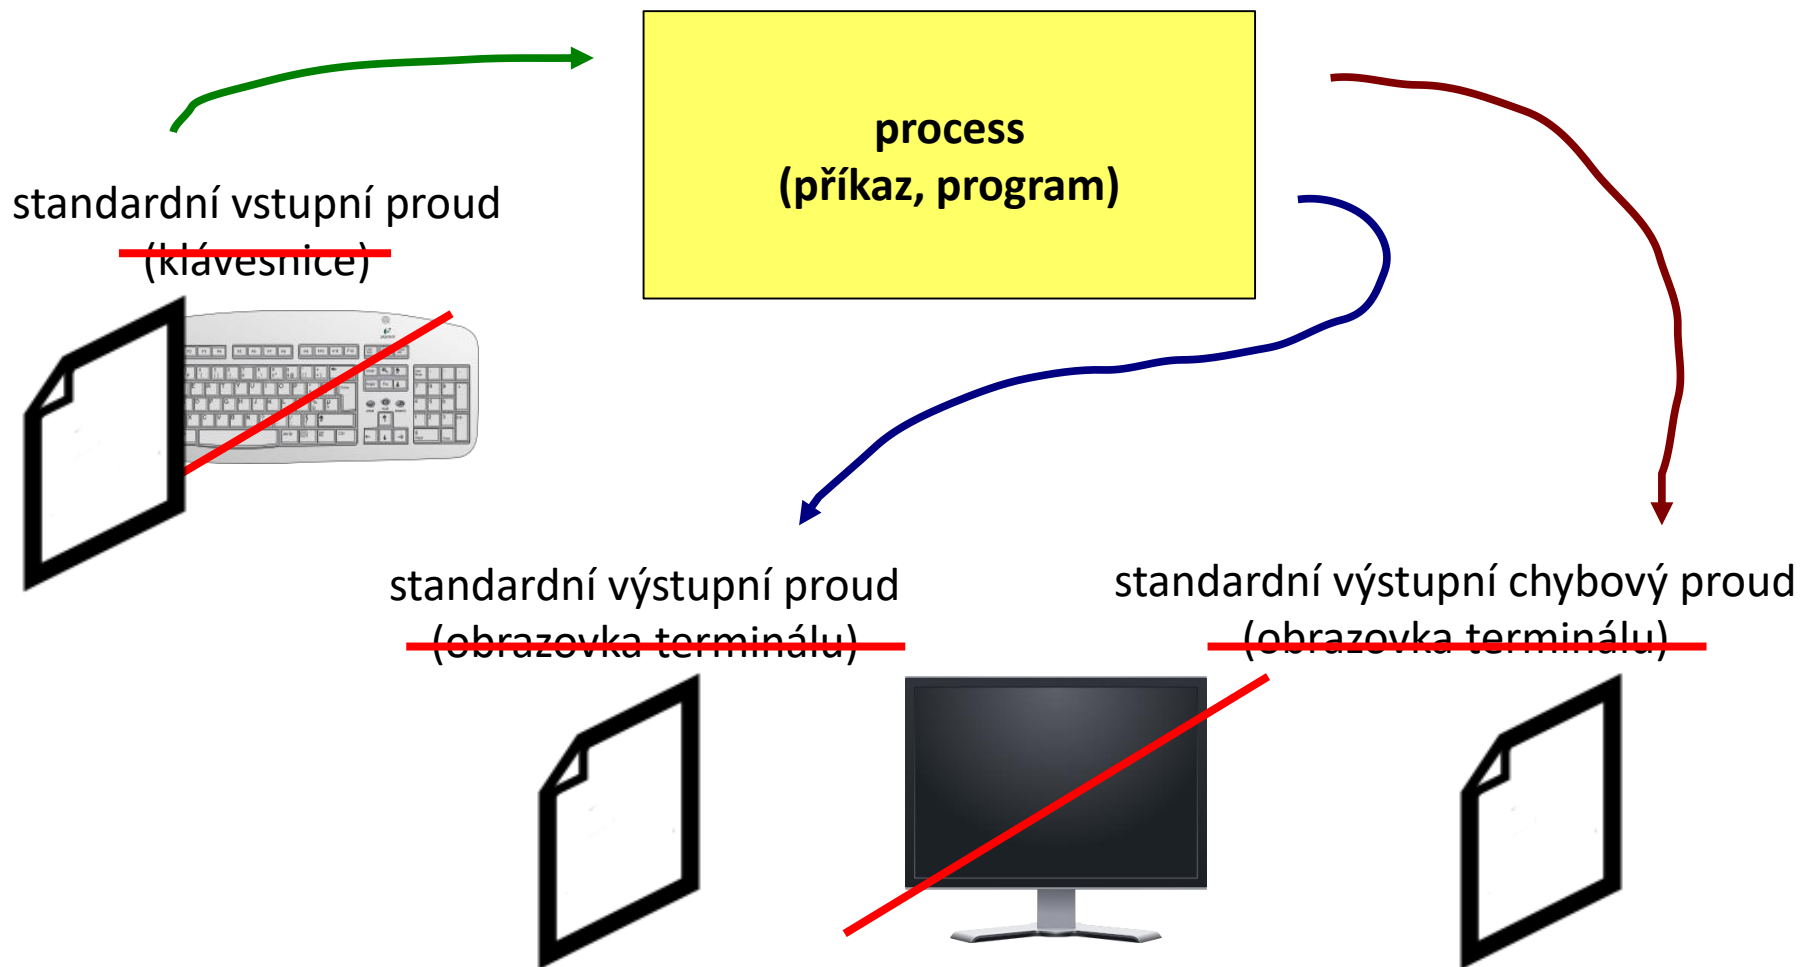 process
(příkaz, program)
standardní vstupní proud
(klávesnice)
standardní výstupní proud
(obrazovka terminálu)
standardní výstupní chybový proud
(obrazovka terminálu)